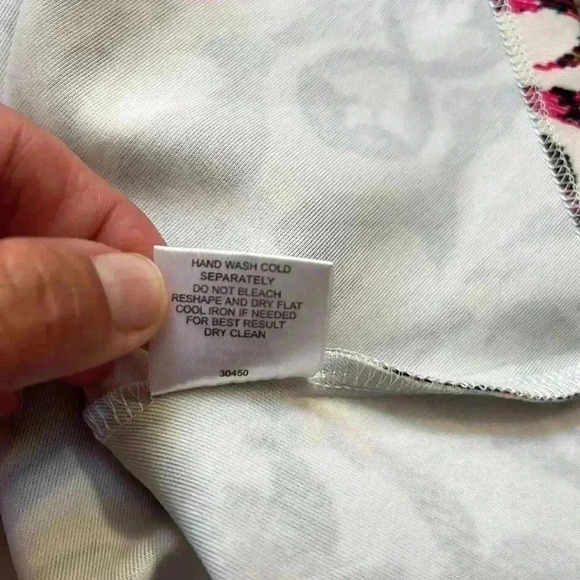 HAND WASH COLD
SEPARATELY
DO NOT BLEACH
RESHAPE AND DRY FLAT
COOL IRON IF NEEDED
FOR BEST RESULT
DRY CLEAN
30450